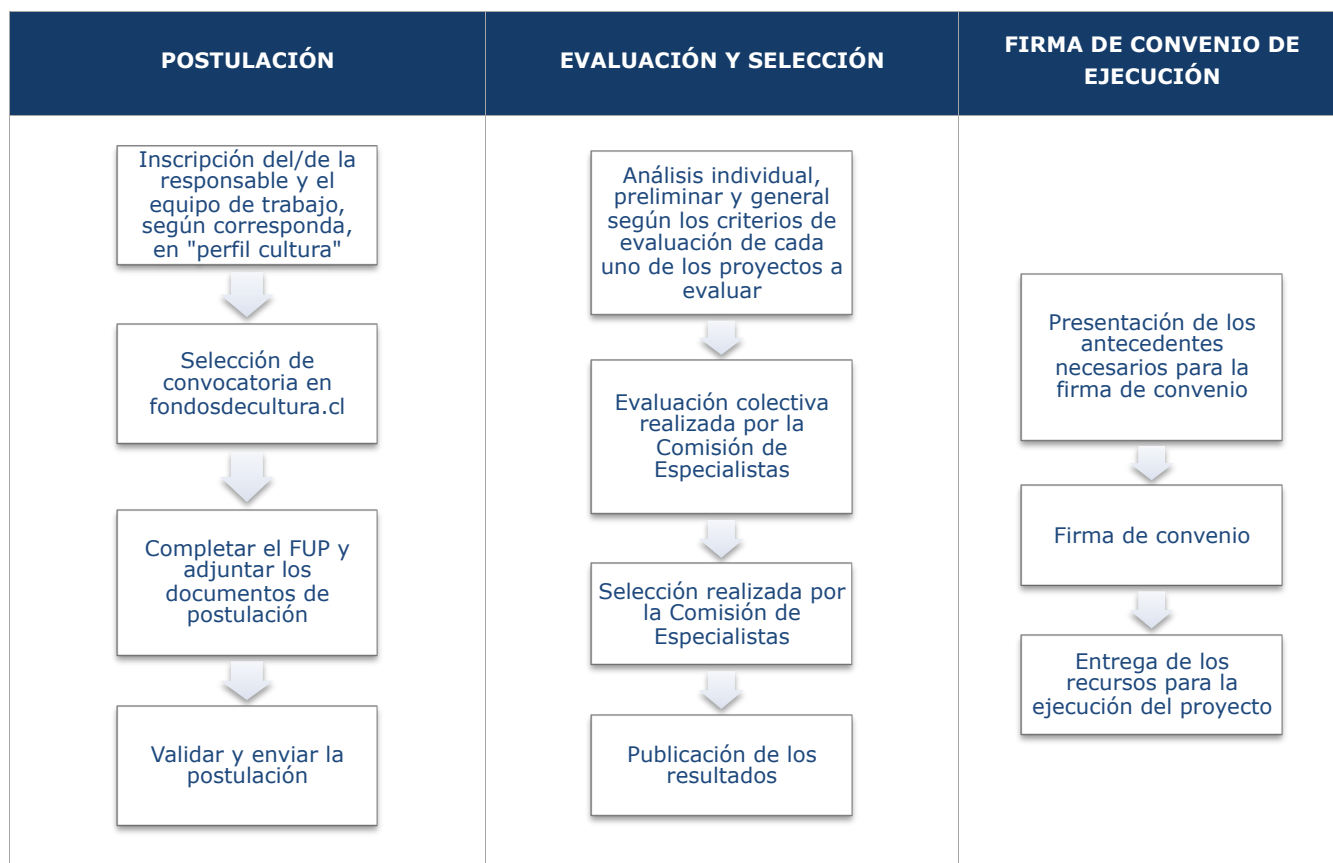 POSTULACIÓN
Inscripción del/de la
responsable y el
equipo de trabajo,
según corresponda,
en "perfil cultura"
Selección de
convocatoria en
fondosdecultura.cl
Completar el FUP y
adjuntar los
documentos de
postulación
Validar y enviar la
postulación
EVALUACIÓN Y SELECCIÓN
Análisis individual,
preliminar y general
según los criterios de
evaluación de cada
uno de los proyectos a
evaluar
Evaluación colectiva
realizada por la
Comisión de
Especialistas
Selección realizada por
la Comisión de
Especialistas
Publicación de los
resultados
FIRMA DE CONVENIO DE
EJECUCIÓN
Presentación de los
antecedentes
necesarios para la
firma de convenio
Firma de convenio
Entrega de los
recursos para la
ejecución del proyecto